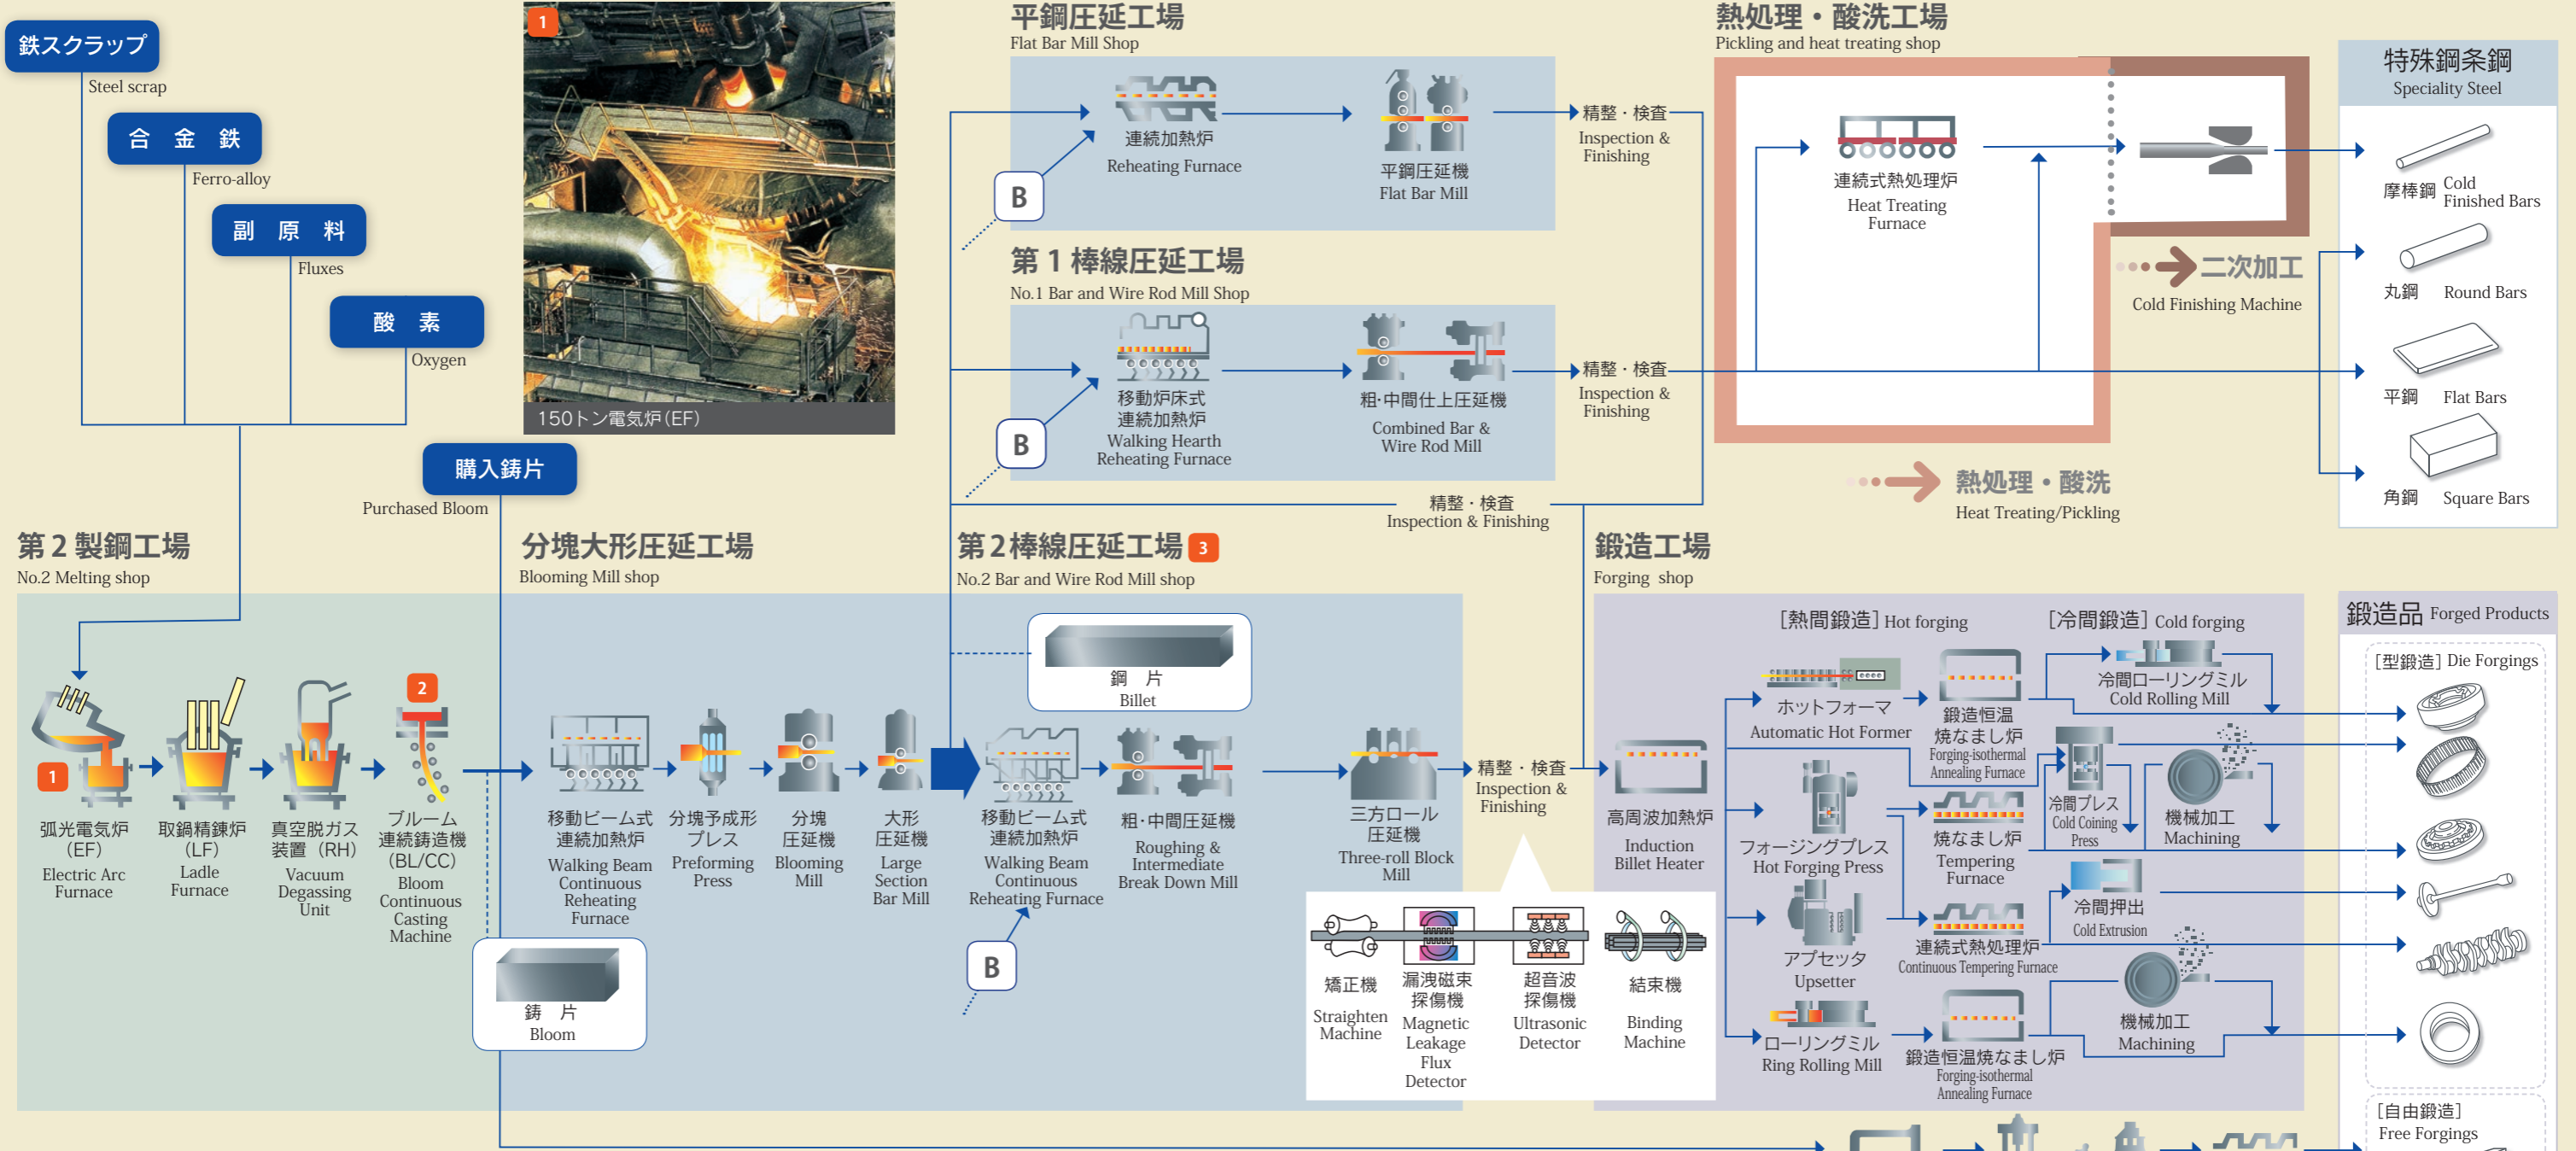 鉄スクラップ
Steel scrap
合 金 鉄
Ferro-alloy
副 原 料
Fluxes
酸 素
Oxygen
購入鋳片
Purchased Bloom
1
150トン電気炉(EF)
平鋼圧延工場
Flat Bar Mill Shop
連続加熱炉
Reheating Furnace
平鋼圧延機
Flat Bar Mill
B
精整・検査
Inspection &
Finishing
第1棒線圧延工場
No.1 Bar and Wire Rod Mill Shop
移動炉床式
連続加熱炉
Walking Hearth
Reheating Furnace
粗・中間仕上圧延機
Combined Bar &
Wire Rod Mill
B
精整・検査
Inspection &
Finishing
精整・検査
Inspection & Finishing
熱処理・酸洗工場
Pickling and heat treating shop
連続式熱処理炉
Heat Treating
Furnace
二次加工
Cold Finishing Machine
熱処理・酸洗
Heat Treating/Pickling
特殊鋼条鋼
Speciality Steel
摩棒鋼
Cold
Finished Bars
丸鋼 Round Bars
平鋼 Flat Bars
角鋼 Square Bars
第2製鋼工場
No.2 Melting shop
1
弧光電気炉
(EF)
Electric Arc
Furnace
取鍋精錬炉
(LF)
Ladle
Furnace
真空脱ガス
装置(RH)
Vacuum
Degassing
Unit
2
ブルーム
連続鋳造機
(BL/CC)
Bloom
Continuous
Casting
Machine
鋳 片
Bloom
分塊大形圧延工場
Blooming Mill shop
移動ビーム式
連続加熱炉
Walking Beam
Continuous
Reheating
Furnace
分塊予成形
プレス
Preforming
Press
分塊
圧延機
Blooming
Mill
大形
圧延機
Large
Section
Bar Mill
第2棒線圧延工場 3
No.2 Bar and Wire Rod Mill shop
鋼 片
Billet
移動ビーム式
連続加熱炉
Walking Beam
Continuous
Reheating Furnace
B
粗・中間圧延機
Roughing &
Intermediate
Break Down Mill
三方ロール
圧延機
Three-roll Block
Mill
精整・検査
Inspection &
Finishing
矯正機
Straighten
Machine
漏洩磁束
探傷機
Magnetic
Leakage
Flux
Detector
超音波
探傷機
Ultrasonic
Detector
結束機
Binding
Machine
鍛造工場
Forging shop
[熱間鍛造] Hot forging
[冷間鍛造] Cold forging
高周波加熱炉
Induction
Billet Heater
ホットフォーマ
Automatic Hot Former
鍛造恒温
焼なまし炉
Forging-isothermal
Annealing Furnace
冷間ローリングミル
Cold Rolling Mill
フォージングプレス
Hot Forging Press
焼なまし炉
Tempering
Furnace
冷間プレス
Cold Coining
Press
機械加工
Machining
アプセッタ
Upsetter
連続式熱処理炉
Continuous Tempering Furnace
冷間押出
Cold Extrusion
ローリングミル
Ring Rolling Mill
鍛造恒温焼なまし炉
Forging-isothermal
Annealing Furnace
機械加工
Machining
鍛造品 Forged Products
[型鍛造] Die Forgings
[自由鍛造]
Free Forgings